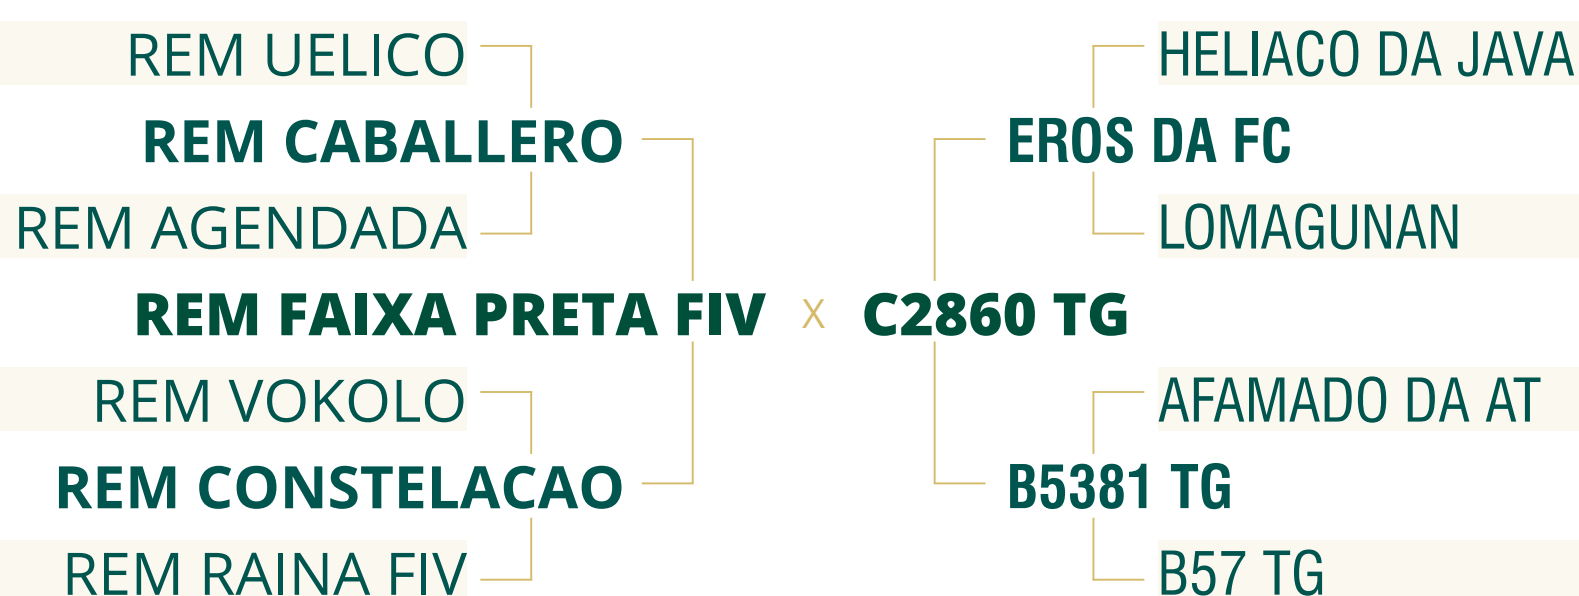 REM UELICO
HELIACO DA JAVA
REM CABALLERO
EROS DA FC
REM AGENDADA
LOMAGUNAN
REM FAIXA PRETA FIV X C2860 TG
REM VOKOLO
AFAMADO DA AT
REM CONSTELACAO
B5381 TG
REM RAINA FIV
B57 TG